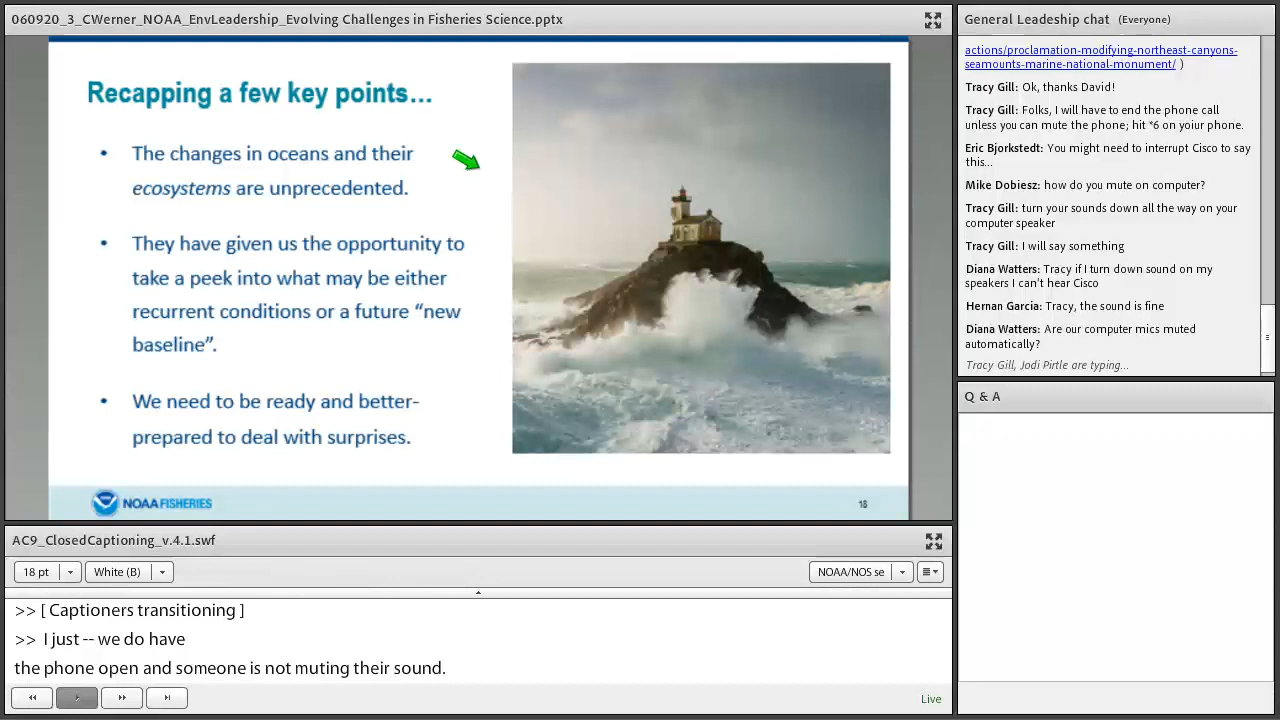 060920_3_CWerner_NOAA_EnvLeadership_Evolving Challenges in Fisheries Science.pptx
Recapping a few key points…
• The changes in oceans and their
ecosystems are unprecedented.
• They have given us the opportunity to
take a peek into what may be either
recurrent conditions or a future “new
baseline”.
• We need to be ready and better-
prepared to deal with surprises.
NOAA FISHERIES
18
General Leadeship chat (Everyone)
actions/proclamation-modifying-northeast-canyons-
seamounts-marine-national-monument/ )
Tracy Gill: Ok, thanks David!
Tracy Gill: Folks, I will have to end the phone call
unless you can mute the phone; hit *6 on yoiur phone.
Eric Bjorkstedt: You might need to interrupt Cisco to say
this...
Mike Dobiesz: how do you mute on computer?
Tracy Gill: turn your sounds down all the way on your
computer speaker
Tracy Gill: I will say something
Diana Watters: Tracy if I turn down sound on my
speakers I can't hear Cisco
Hernan Garcia: Tracy, the sound is fine
Diana Watters: Are our computer mics muted
automatically?
Tracy Gill, Jodi Pirtle are typing...
Q & A
AC9_ClosedCaptioning_v.4.1.swf
18 pt
White (B)
NOAA/NOS se
>> [ Captioners transitioning ]
>> I just -- we do have
the phone open and someone is not muting their sound.
Live